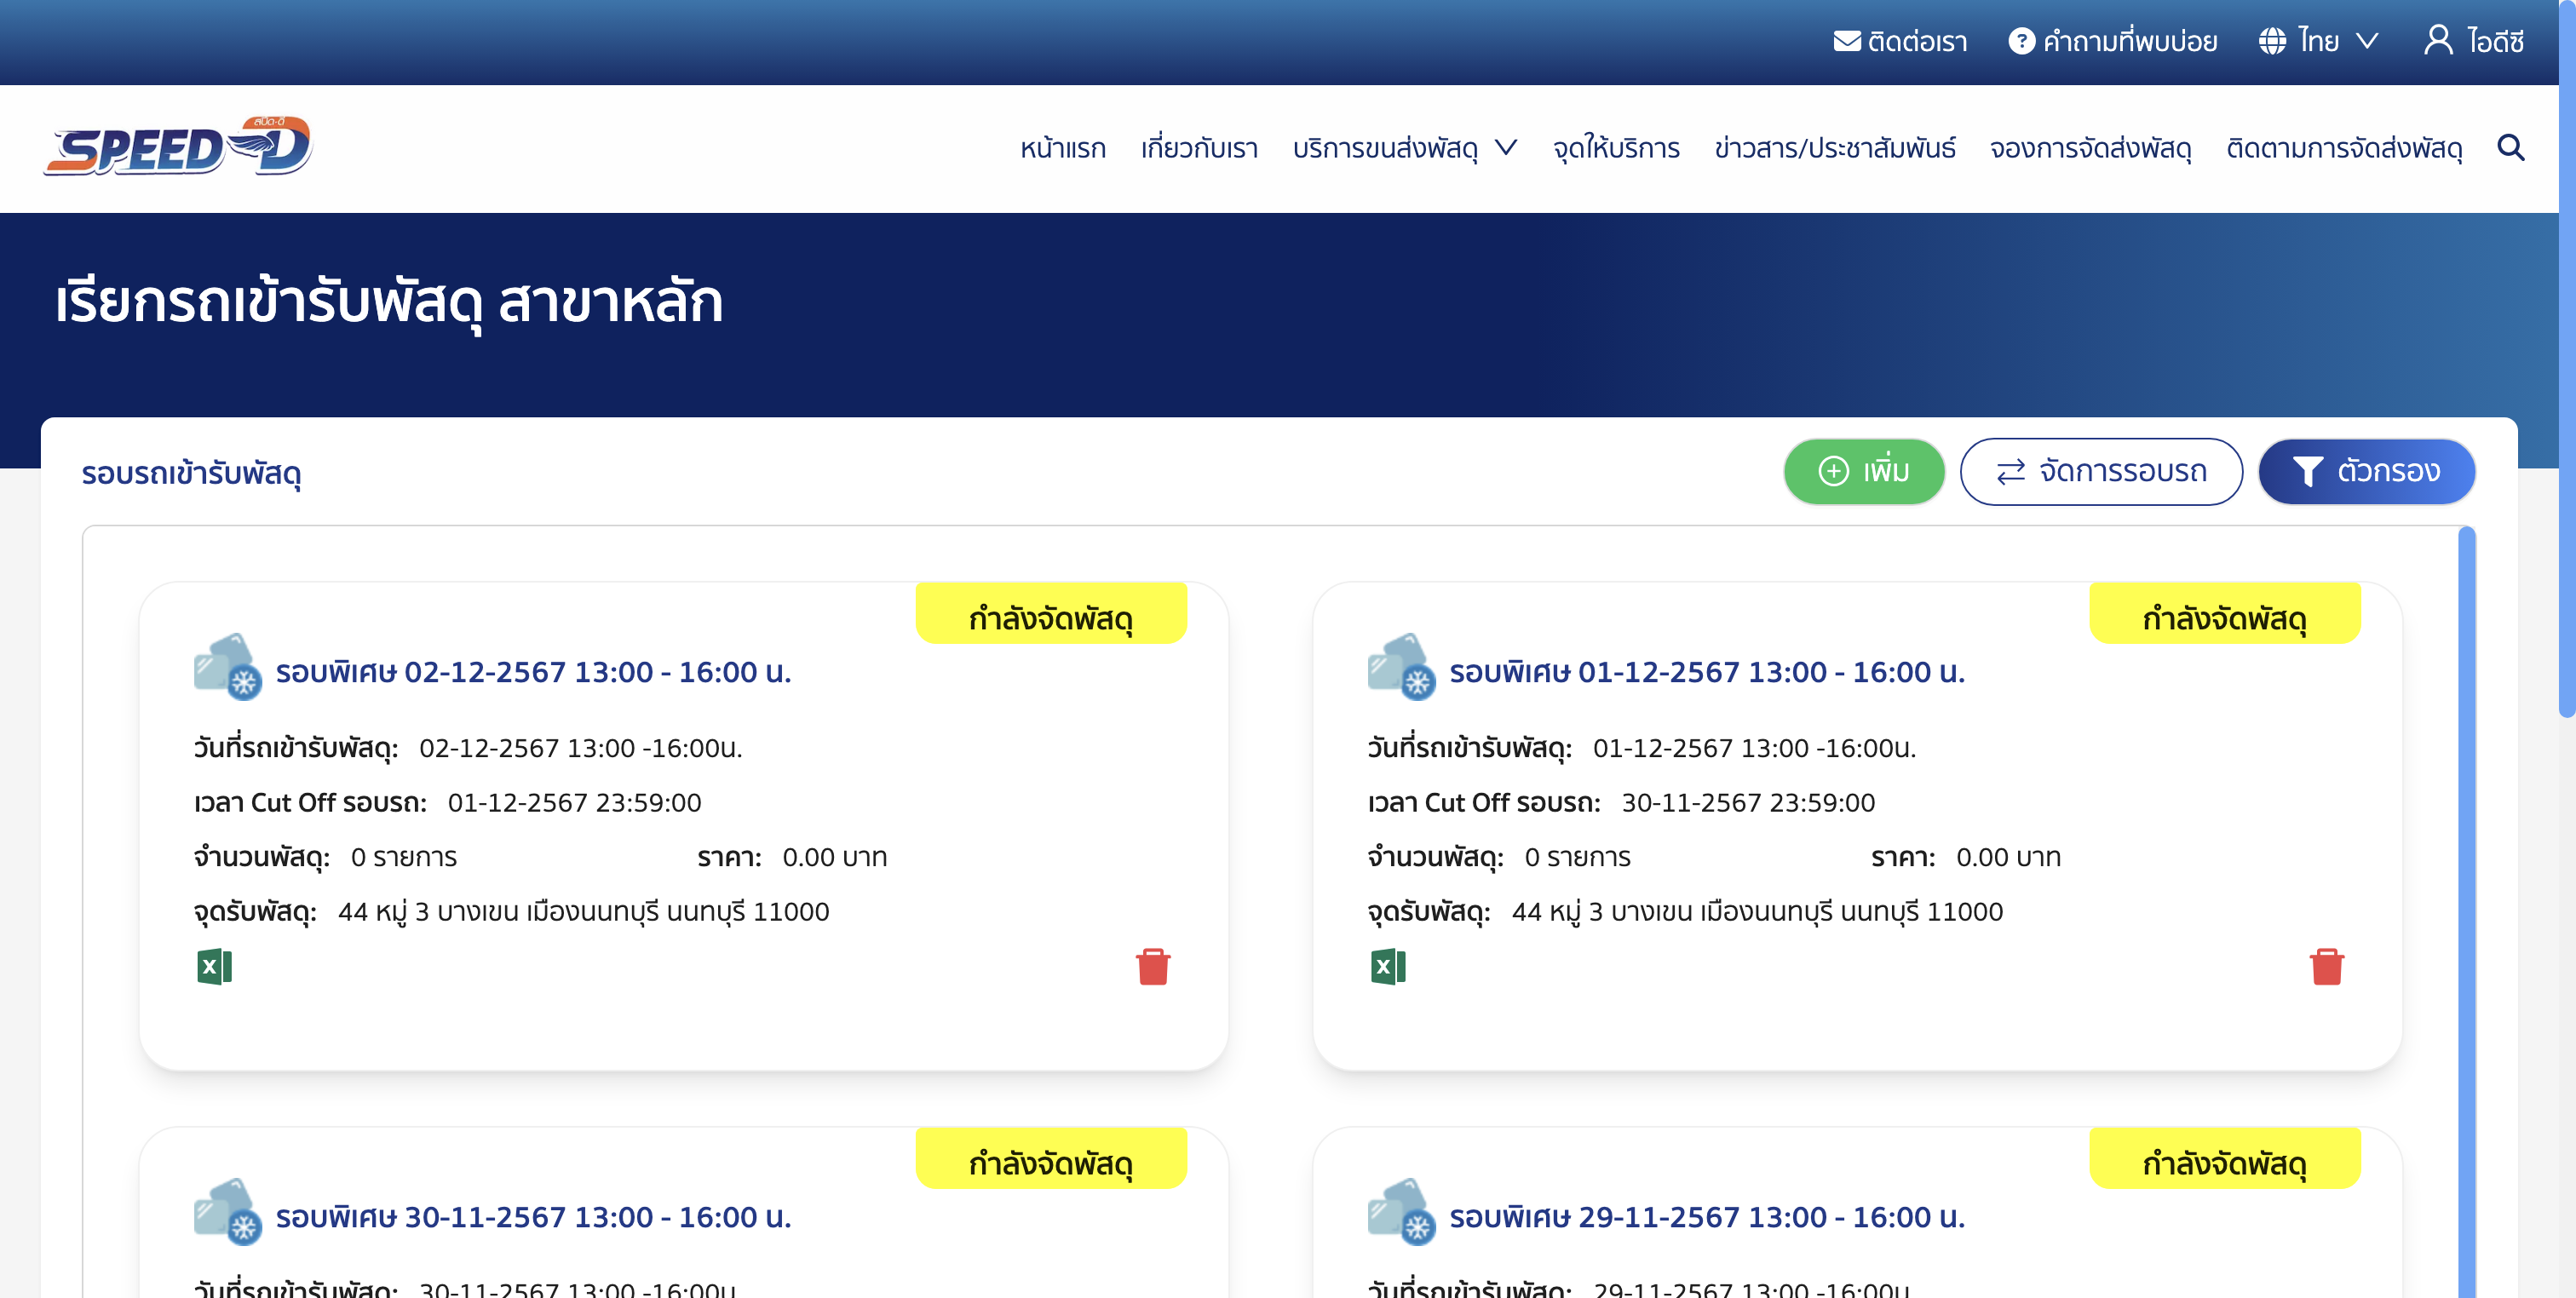 ติดต่อเรา คำถามที่พบบ่อย ไทย ไอดีซี
สปีด-ดี
SPEED-D
หน้าแรก เกี่ยวกับเรา บริการขนส่งพัสดุ จุดให้บริการ ข่าวสาร/ประชาสัมพันธ์ จองการจัดส่งพัสดุ ติดตามการจัดส่งพัสดุ
เรียกรถเข้ารับพัสดุ สาขาหลัก
รอบรถเข้ารับพัสดุ เพิ่ม จัดการรอบรถ ตัวกรอง
กำลังจัดพัสดุ
รอบพิเศษ 02-12-2567 13:00 - 16:00 น.
วันที่รถเข้ารับพัสดุ: 02-12-2567 13:00 -16:00น.
เวลา Cut Off รอบรถ: 01-12-2567 23:59:00
จำนวนพัสดุ: 0 รายการ ราคา: 0.00 บาท
จุดรับพัสดุ: 44 หมู่ 3 บางเขน เมืองนนทบุรี นนทบุรี 11000
กำลังจัดพัสดุ
รอบพิเศษ 01-12-2567 13:00 - 16:00 น.
วันที่รถเข้ารับพัสดุ: 01-12-2567 13:00 -16:00น.
เวลา Cut Off รอบรถ: 30-11-2567 23:59:00
จำนวนพัสดุ: 0 รายการ ราคา: 0.00 บาท
จุดรับพัสดุ: 44 หมู่ 3 บางเขน เมืองนนทบุรี นนทบุรี 11000
กำลังจัดพัสดุ
รอบพิเศษ 30-11-2567 13:00 - 16:00 น.
วันที่รถเข้ารับพัสดุ: 30-11-2567 13:00 -16:00น.
กำลังจัดพัสดุ
รอบพิเศษ 29-11-2567 13:00 - 16:00 น.
วันที่รถเข้ารับพัสดุ: 29-11-2567 13:00 -16:00น.